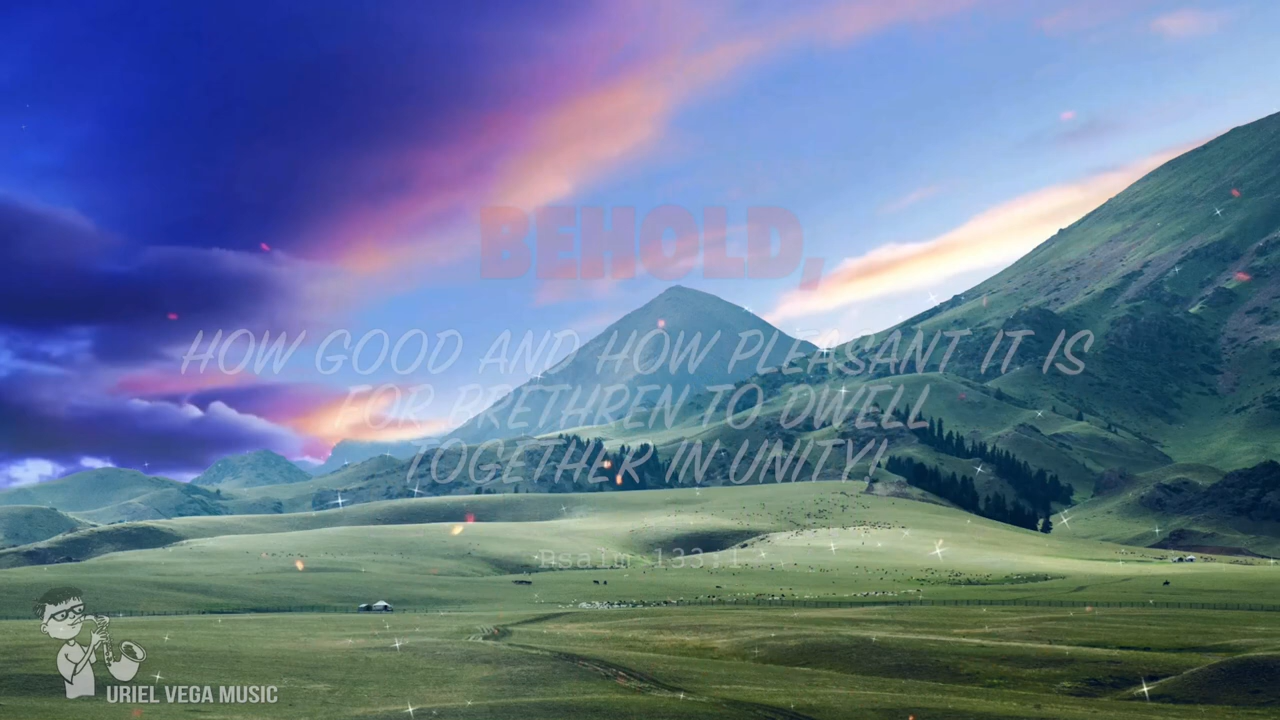 BEHOLD,
HOW GOOD AND HOW PLEASANT IT IS
FOR BRETHREN TO DWELL
TOGETHER IN UNITY!
Psalm 133:1
URIEL VEGA MUSIC